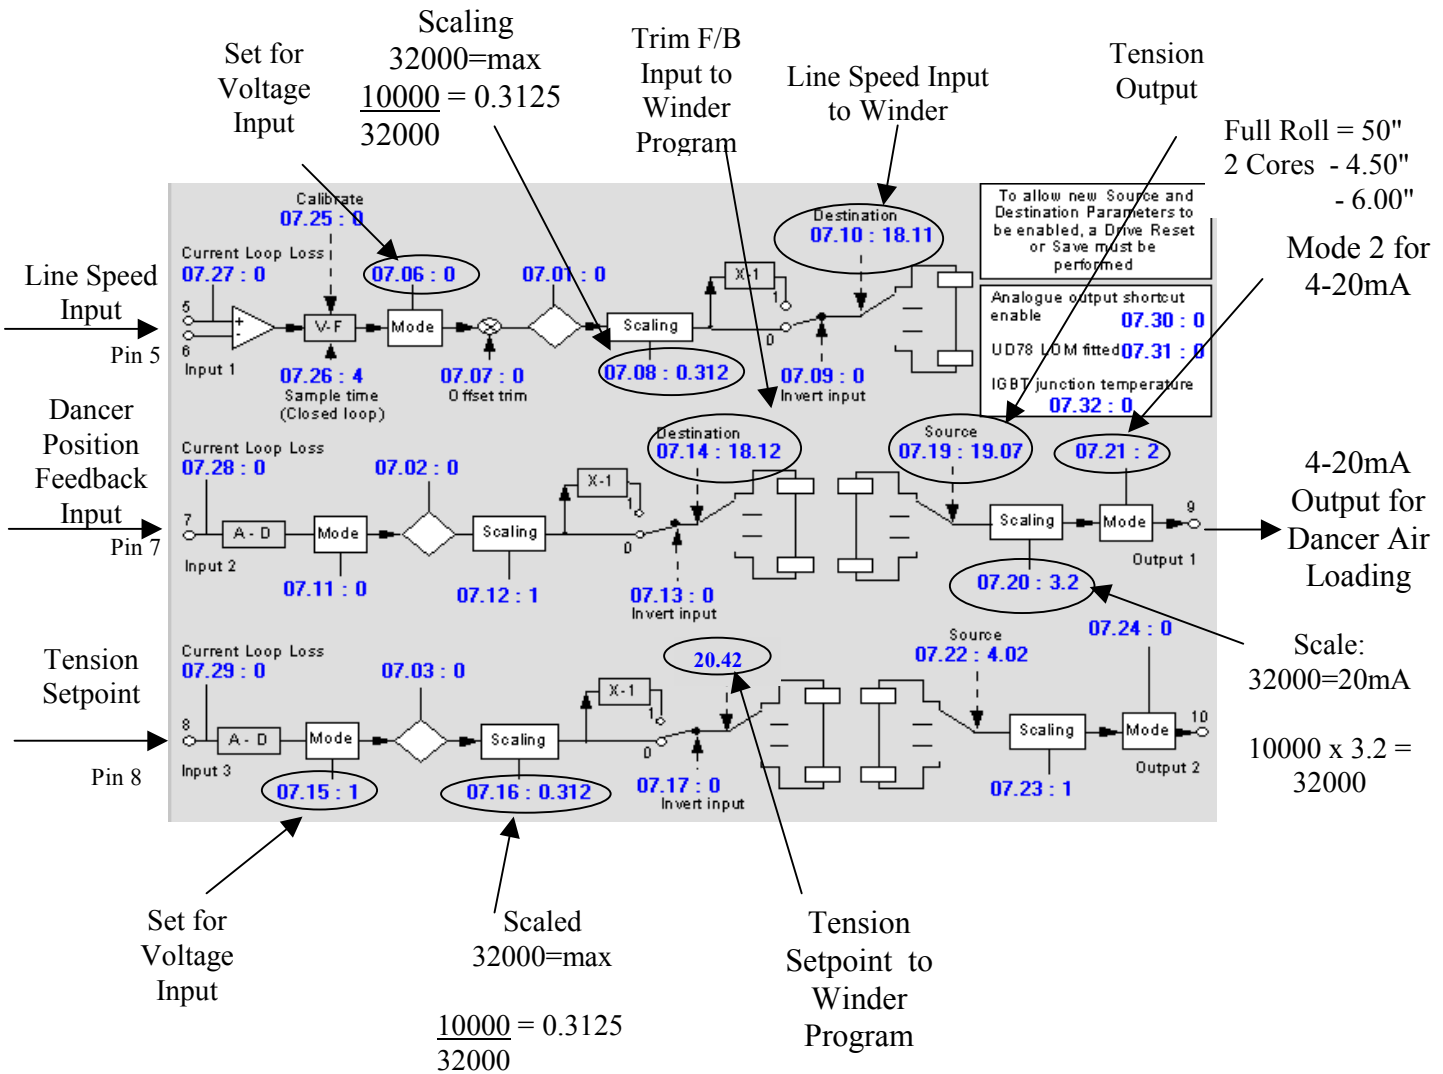 Scaling
32000=max
10000 = 0.3125
32000
Set for
Voltage
Input
Trim F/B
Input to
Winder
Program
Line Speed Input
to Winder
Tension
Output
Full Roll = 50"
2 Cores - 4.50"
- 6.00"
Mode 2 for
4-20mA
Line Speed
Input
Pin 5
Calibrate
07.25 : 0
Current Loop Loss
07.27 : 0
07.06 : 0
07.01 : 0
5
6
+
-
V-F
Mode
Scaling
X-1
1
0
Destination
07.10 : 18.11
Input 1
07.26 : 4
Sample time
(Closed loop)
07.07 : 0
Offset trim
07.08 : 0.312
07.09 : 0
Invert input
To allow new Source and
Destination Parameters to
be enabled, a Drive Reset
or Save must be
performed
Analogue output shortcut
enable
07.30 : 0
UD78 LOM fitted 07.31 : 0
IGBT junction temperature
07.32 : 0
Dancer
Position
Feedback
Input
Pin 7
Current Loop Loss
07.28 : 0
07.02 : 0
7
A - D
Mode
Scaling
X-1
1
0
Destination
07.14 : 18.12
Input 2
07.11 : 0
07.12 : 1
07.13 : 0
Invert input
Source
07.19 : 19.07
07.21 : 2
Scaling
Mode
9
Output 1
07.20 : 3.2
4-20mA
Output for
Dancer Air
Loading
Scale:
32000=20mA
10000 x 3.2 =
32000
Tension
Setpoint
Pin 8
Current Loop Loss
07.29 : 0
07.03 : 0
8
A - D
Mode
Scaling
X-1
1
0
20.42
Input 3
07.15 : 1
07.16 : 0.312
07.17 : 0
Invert input
Source
07.22 : 4.02
07.24 : 0
Scaling
Mode
10
Output 2
07.23 : 1
Set for
Voltage
Input
Scaled
32000=max
10000 = 0.3125
32000
Tension
Setpoint to
Winder
Program